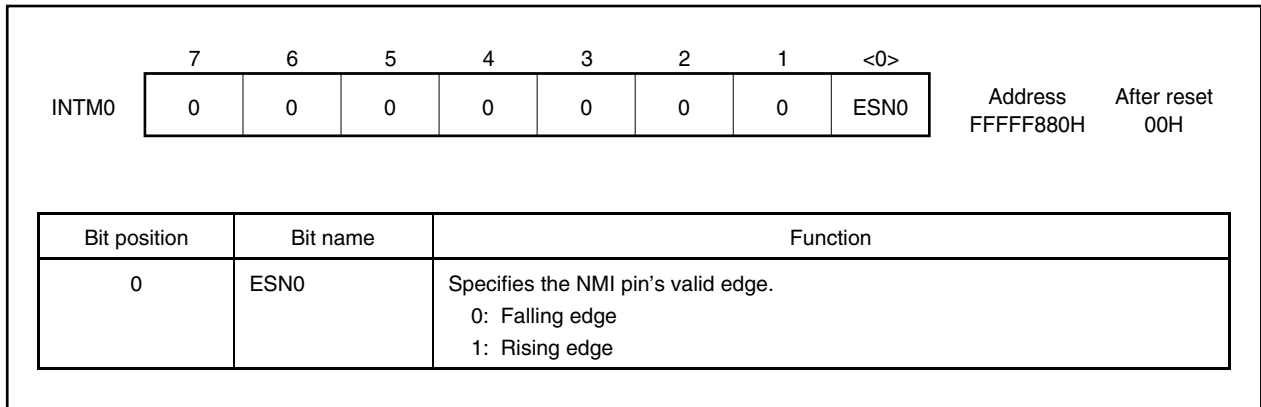 7 6 5 4 3 2 1 <0>
INTM0 0 0 0 0 0 0 0 ESN0 Address After reset
FFFFF880H 00H
Bit position Bit name Function
0 ESN0 Specifies the NMI pin's valid edge.
0: Falling edge
1: Rising edge